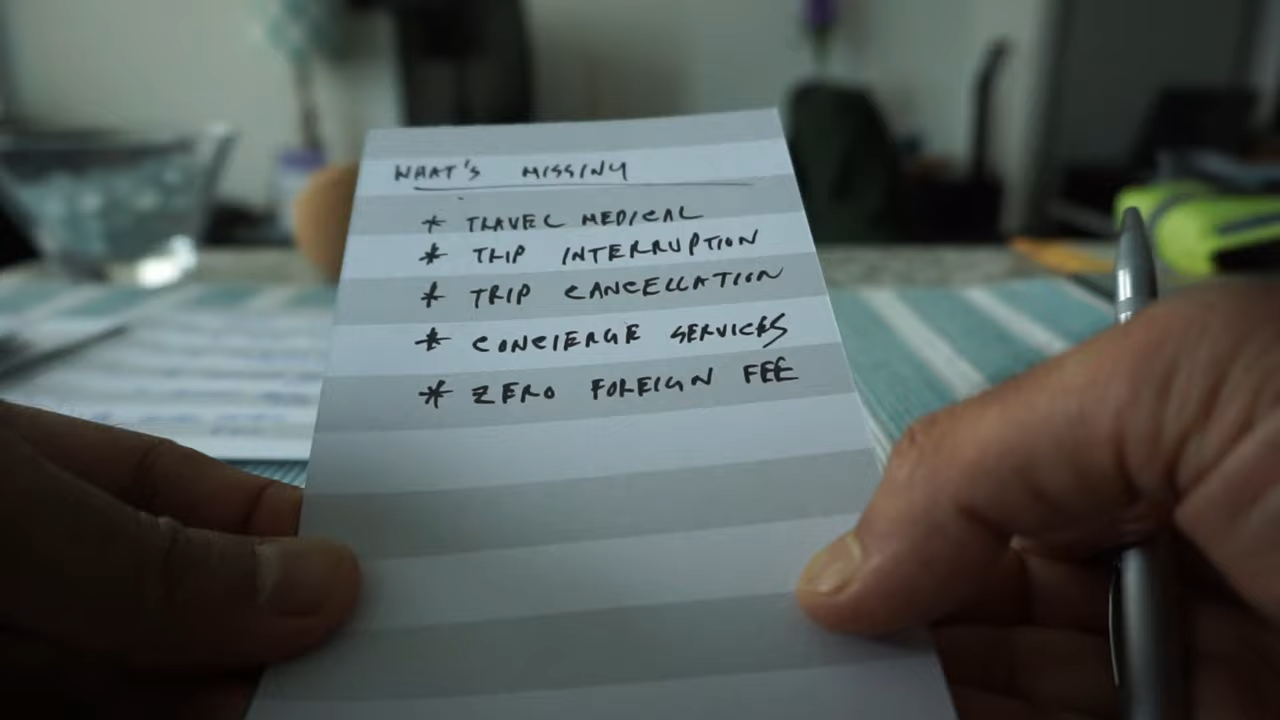 WHAT'S MISSING
* TRAVEL MEDICAL
* TRIP INTERRUPTION
* TRIP CANCELLATION
* CONCIERGE SERVICES
* ZERO FOREIGN FEE